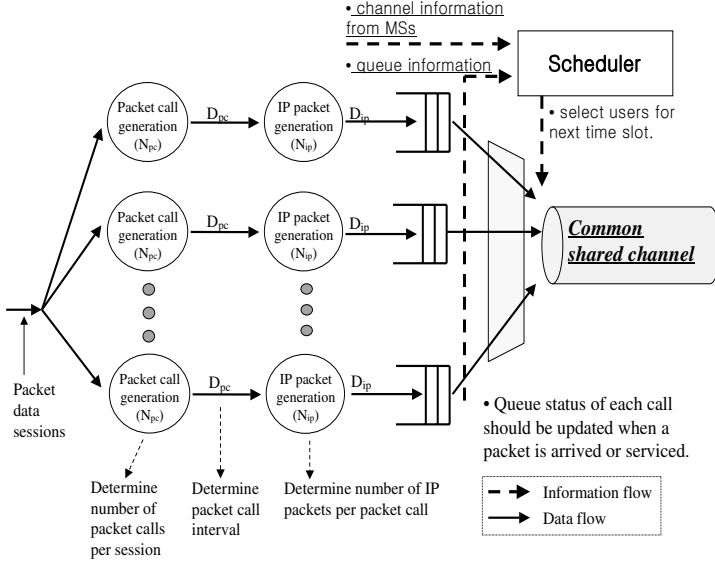 • channel information
from MSs
• queue information
Scheduler
• select users for
next time slot.
Packet call
generation
(Npc)
Dpc
IP packet
generation
(Nip)
Dip
Packet call
generation
(Npc)
Dpc
IP packet
generation
(Nip)
Dip
Common
shared channel
Packet call
generation
(Npc)
Dpc
IP packet
generation
(Nip)
Dip
Packet
data
sessions
• Queue status of each call
should be updated when a
packet is arrived or serviced.
Determine
number of
packet calls
per session
Determine
packet call
interval
Determine number of IP
packets per packet call
Information flow
Data flow